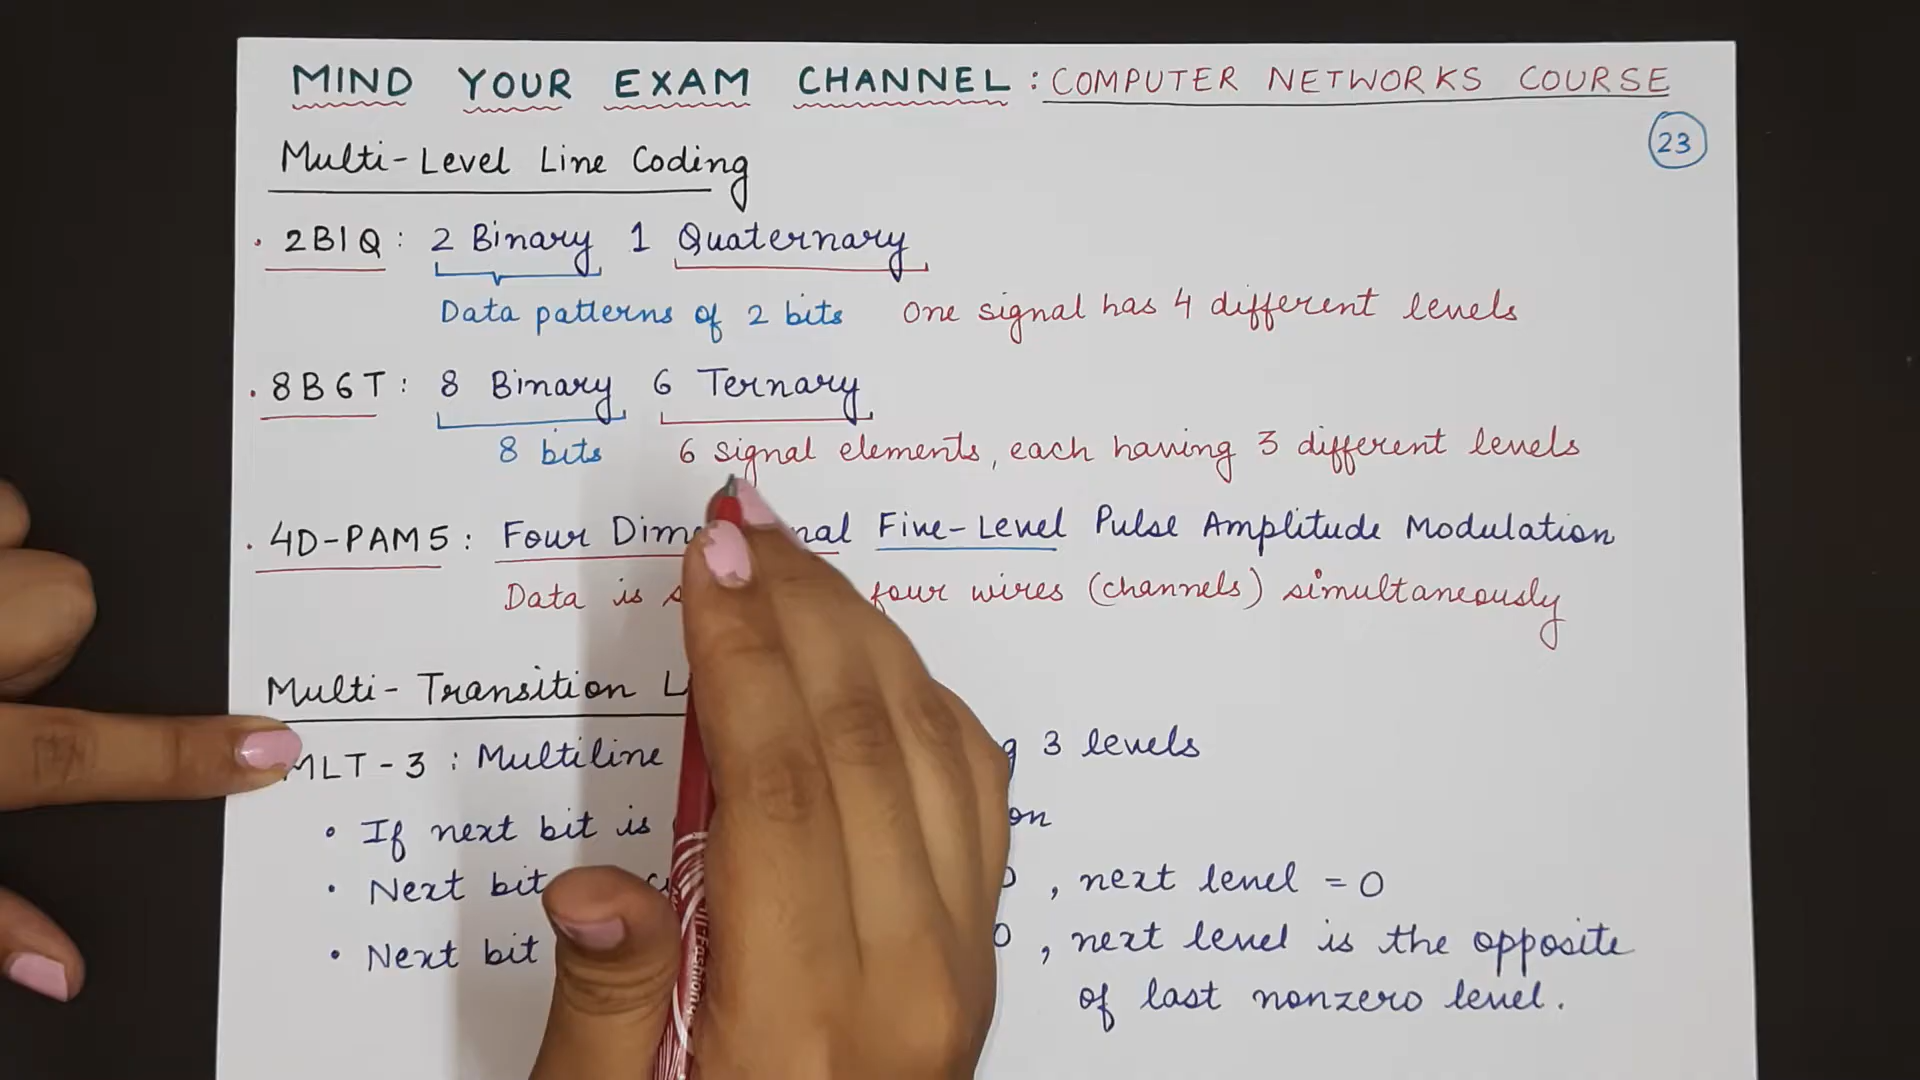 MIND YOUR EXAM CHANNEL : COMPUTER NETWORKS COURSE
23
Multi-Level Line Coding
• 2B1Q : 2 Binary 1 Quaternary
Data patterns of 2 bits One signal has 4 different levels
• 8B6T : 8 Binary 6 Ternary
8 bits 6 signal elements, each having 3 different levels
• 4D-PAM5 : Four Five-Level Pulse Amplitude Modulation
Data is four wires (channels) simultaneously
Multi-Transition
MLT-3 : Multiline 3 levels
• If next bit is
• Next bit , next level = 0
• Next bit 0 , next level is the opposite
of last nonzero level.